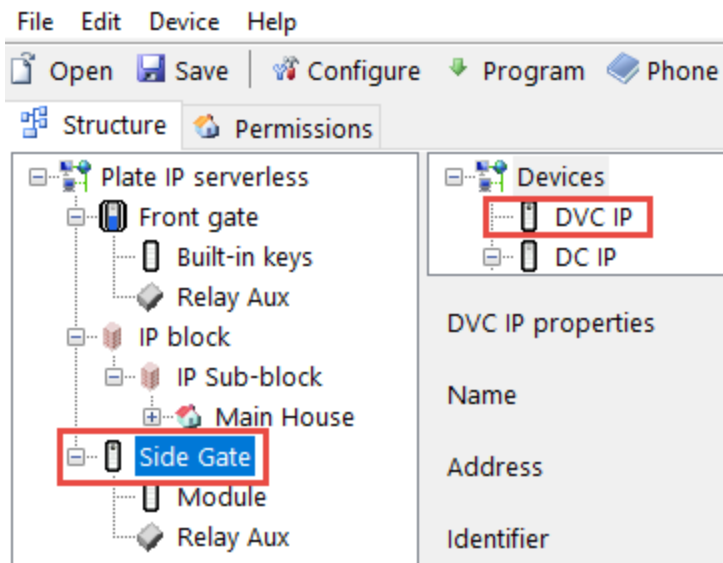 File Edit Device Help
Open Save Configure Program Phone
Structure Permissions
Plate IP serverless
Front gate
Built-in keys
Relay Aux
IP block
IP Sub-block
Main House
Side Gate
Module
Relay Aux
Devices
DVC IP
DC IP
DVC IP properties
Name
Address
Identifier